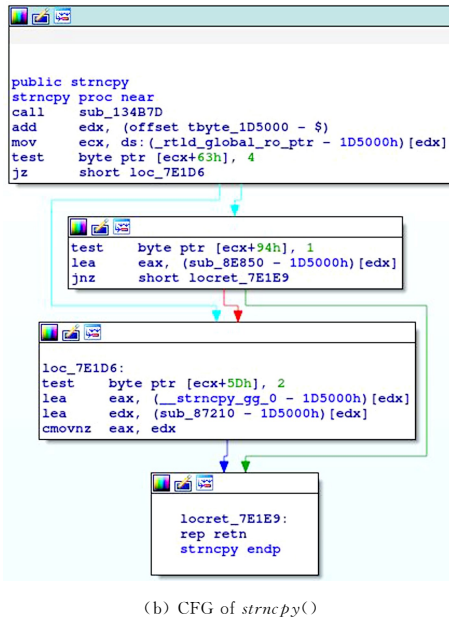 public strncpy
strncpy proc near
call sub_134B7D
add edx, (offset tbyte_1D5000 - $)
mov ecx, ds:(_rtld_global_ro_ptr - 1D5000h)[edx]
test byte ptr [ecx+63h], 4
jz short loc_7E1D6
test byte ptr [ecx+94h], 1
lea eax, (sub_8E850 - 1D5000h)[edx]
jnz short locret_7E1E9
loc_7E1D6:
test byte ptr [ecx+5Dh], 2
lea eax, (__strncpy_gg_0 - 1D5000h)[edx]
lea edx, (sub_87210 - 1D5000h)[edx]
cmovnz eax, edx
locret_7E1E9:
rep retn
strncpy endp
(b) CFG of strncpy()